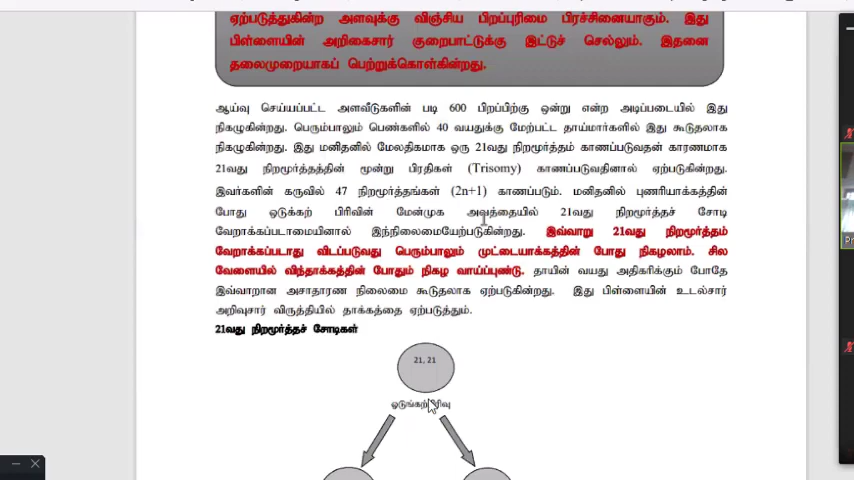 ஏற்படுத்துகின்ற அளவுக்கு விஞ்சிய பிறப்புரிமை பிரச்சினையாகும். இது
பிள்ளையின் அறிகைசார் குறைபாட்டுக்கு இட்டுச் செல்லும். இதனை
தலைமுறையாகப் பெற்றுக்கொள்கின்றது.
ஆய்வு செய்யப்பட்ட அளவீடுகளின் படி 600 பிறப்பிற்கு ஒன்று என்ற அடிப்படையில் இது
நிகழுகின்றது. பெரும்பாலும் பெண்களில் 40 வயதுக்கு மேற்பட்ட தாய்மார்களில் இது கூடுதலாக
நிகழுகின்றது. இது மனிதனில் மேலதிகமாக ஒரு 21வது நிறமூர்த்தம் காணப்படுவதன் காரணமாக
21வது நிறமூர்த்தத்தின் மூன்று பிரதிகள் (Trisomy) காணப்படுவதினால் ஏற்படுகின்றது.
இவர்களின் கருவில் 47 நிறமூர்த்தங்கள் (2n+1) காணப்படும். மனிதனில் புணரியாக்கத்தின்
போது ஒடுக்கற் பிரிவின் மேன்முக அவத்தையில் 21வது நிறமூர்த்தச் சோடி
வேறாக்கப்படாமையினால் இந்நிலைமையேற்படுகின்றது. இவ்வாறு 21வது நிறமூர்த்தம்
வேறாக்கப்படாது விடப்படுவது பெரும்பாலும் முட்டையாக்கத்தின் போது நிகழலாம். சில
வேளையில் விந்தாக்கத்தின் போதும் நிகழ வாய்ப்புண்டு. தாயின் வயது அதிகரிக்கும் போதே
இவ்வாறான அசாதாரண நிலைமை கூடுதலாக ஏற்படுகின்றது. இது பிள்ளையின் உடல்சார்
அறிவுசார் விருத்தியில் தாக்கத்தை ஏற்படுத்தும்.
21வது நிறமூர்த்தச் சோடிகள்
21, 21
ஒடுங்கற்பிரிவு